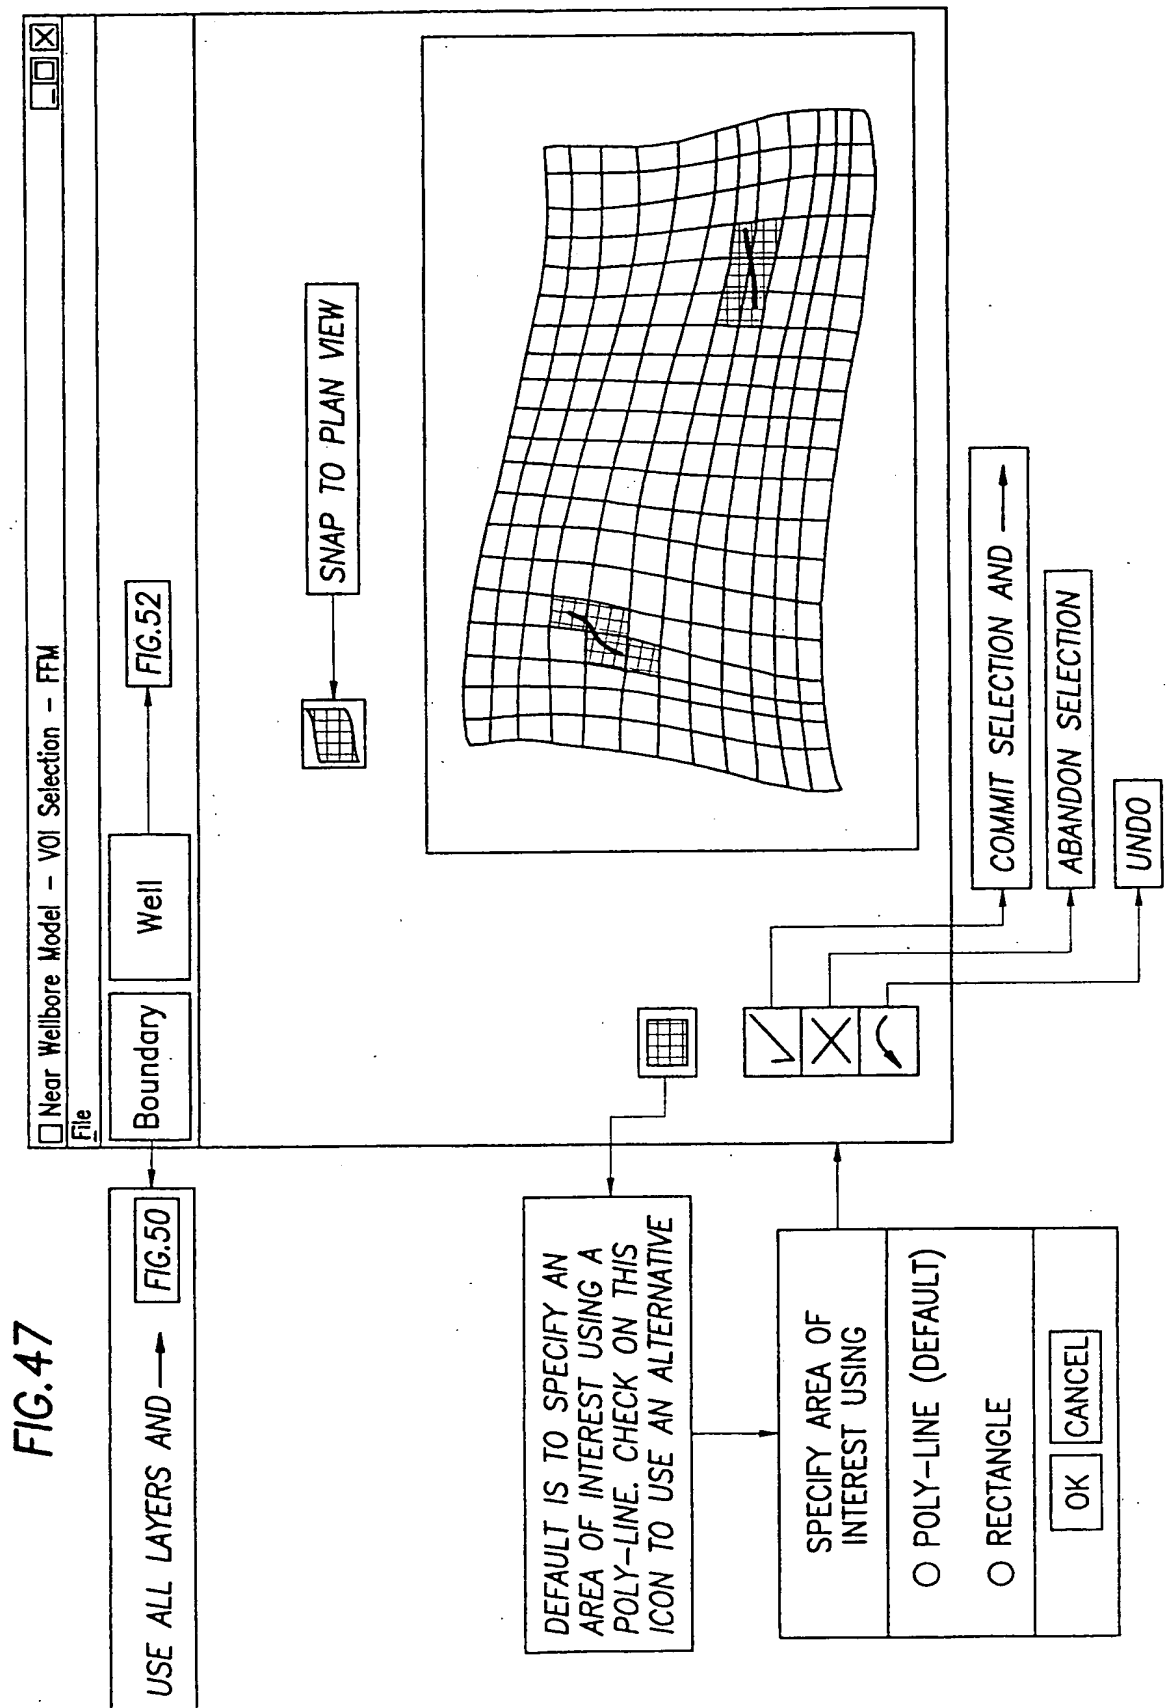 FIG.47
Near Wellbore Model - VOI Selection - FFM
File
Boundary
Well
FIG.52
USE ALL LAYERS AND
FIG.50
SNAP TO PLAN VIEW
DEFAULT IS TO SPECIFY AN
AREA OF INTEREST USING A
POLY-LINE. CHECK ON THIS
ICON TO USE AN ALTERNATIVE
SPECIFY AREA OF
INTEREST USING
POLY-LINE (DEFAULT)
RECTANGLE
OK
CANCEL
COMMIT SELECTION AND
ABANDON SELECTION
UNDO